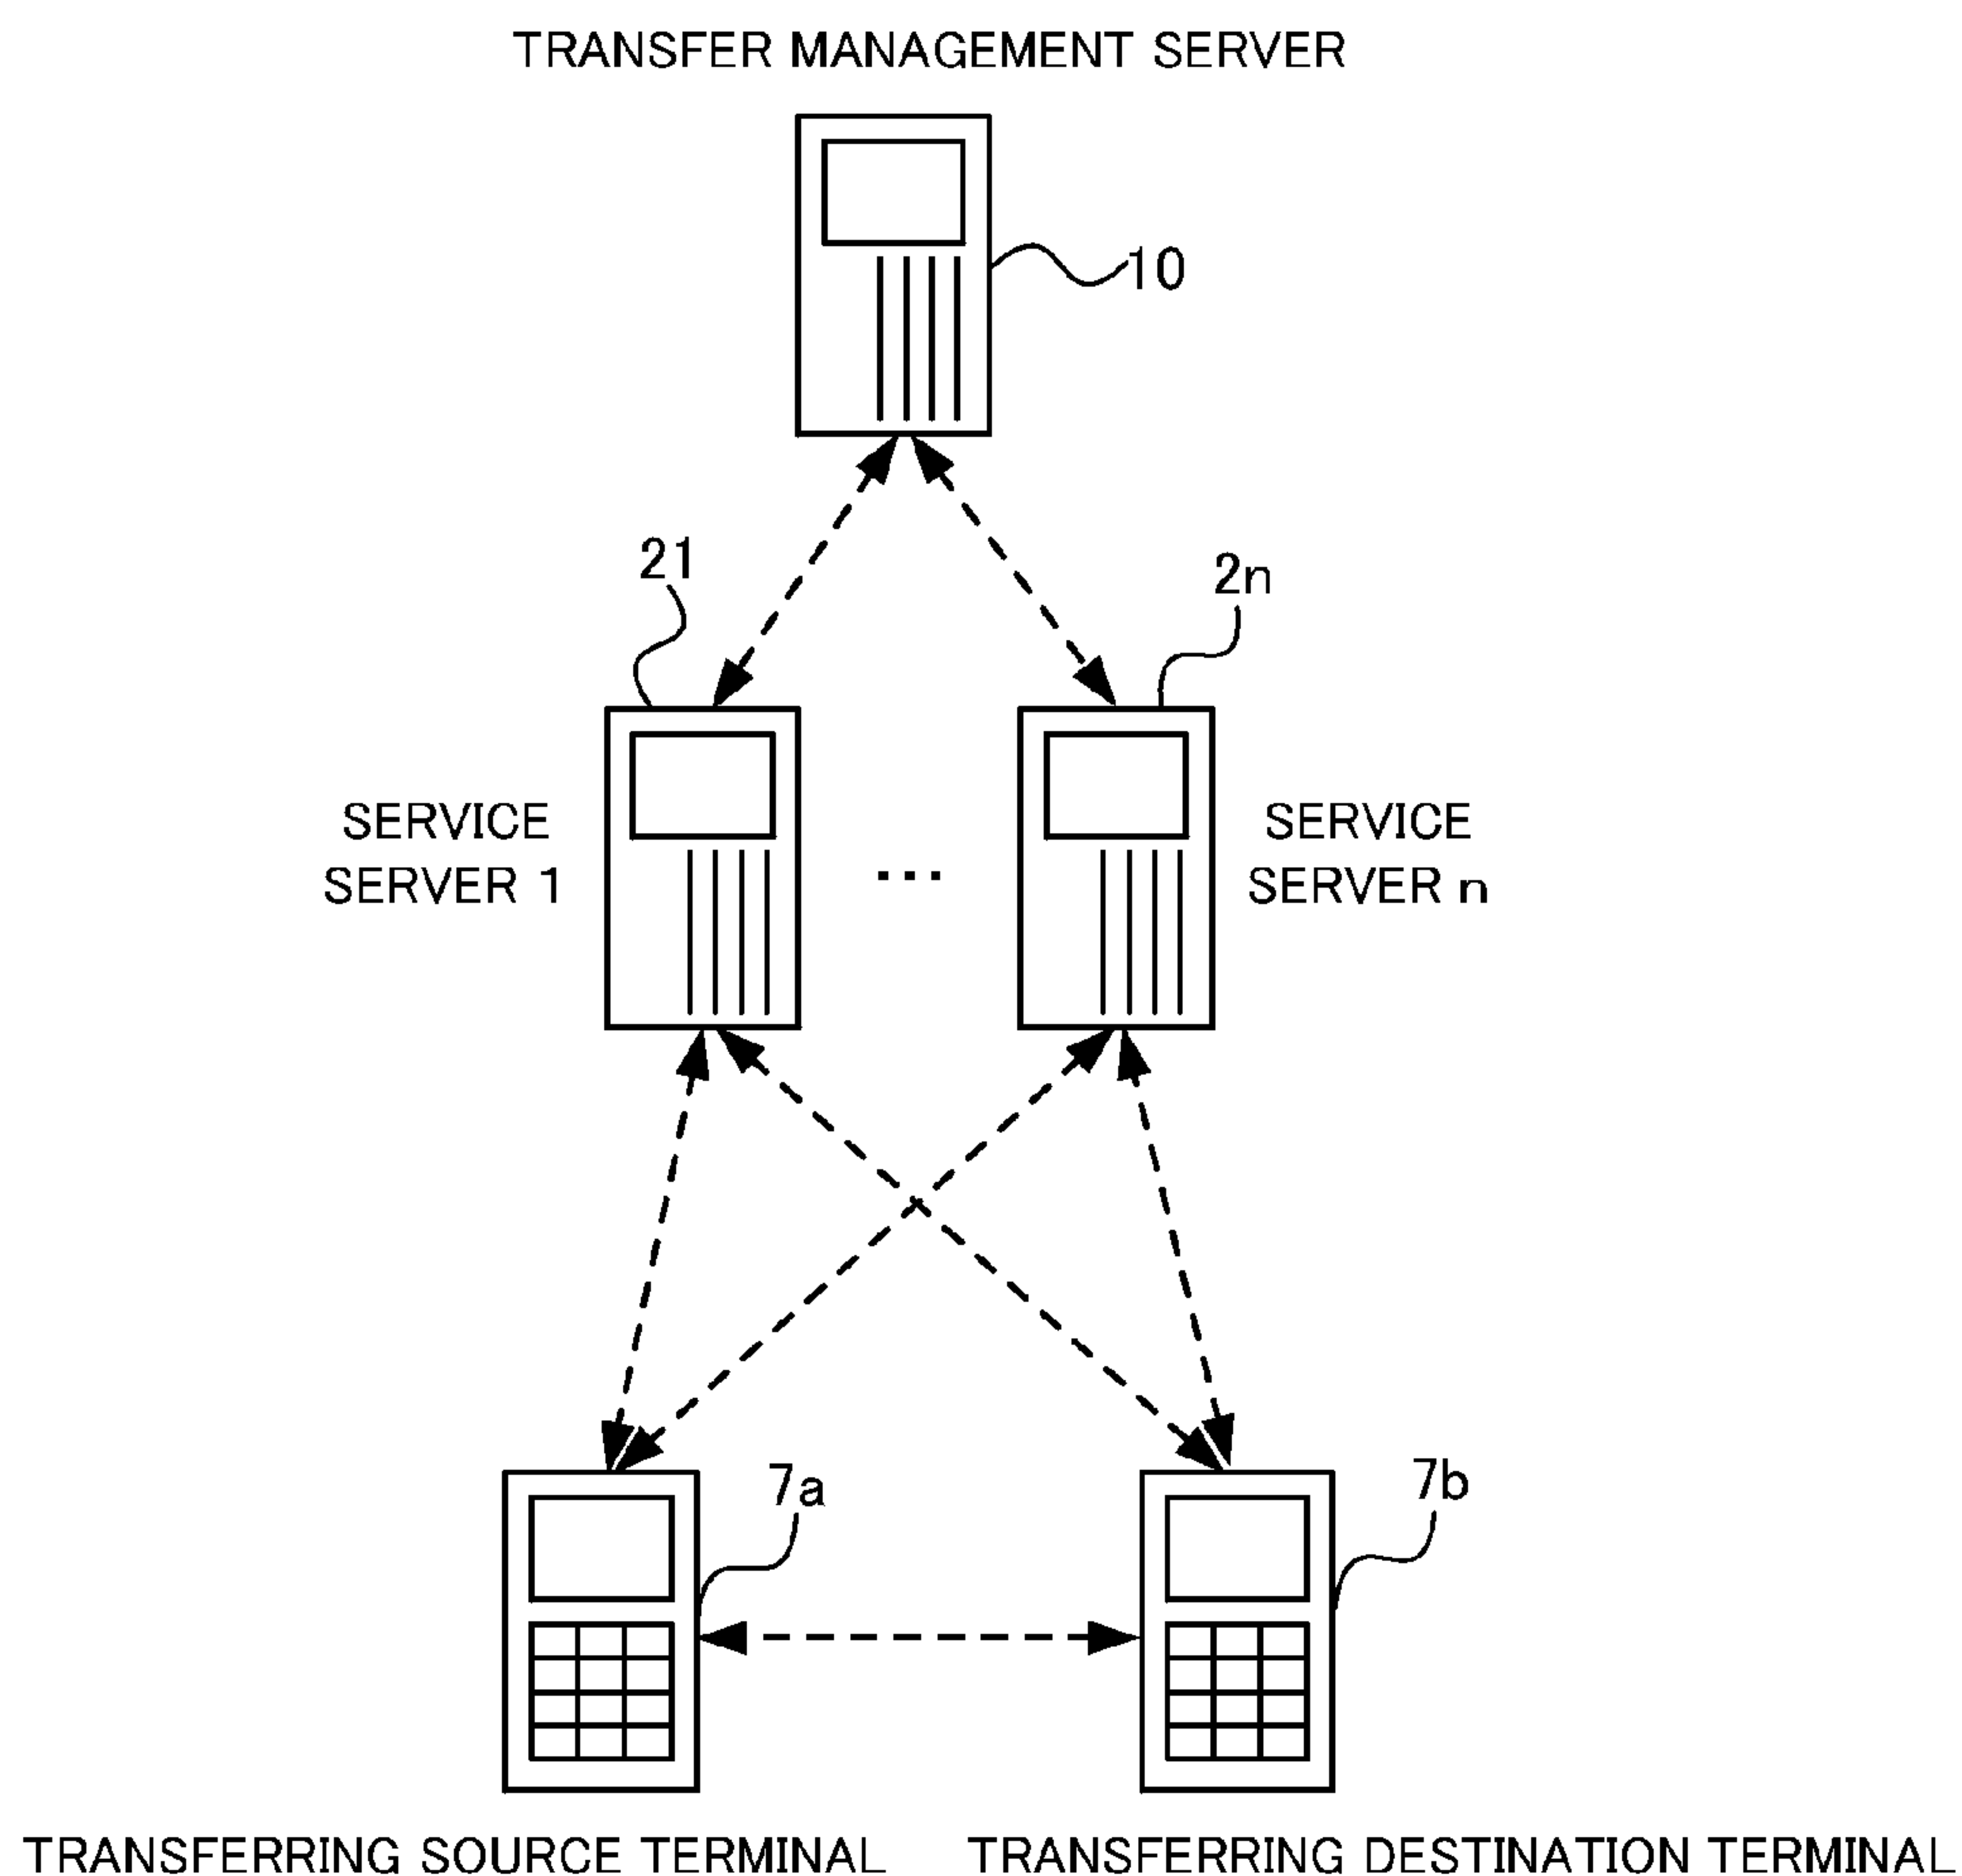 TRANSFER MANAGEMENT SERVER
10
21
2n
SERVICE
SERVER 1
...
SERVICE
SERVER n
7a
7b
TRANSFERRING SOURCE TERMINAL
TRANSFERRING DESTINATION TERMINAL